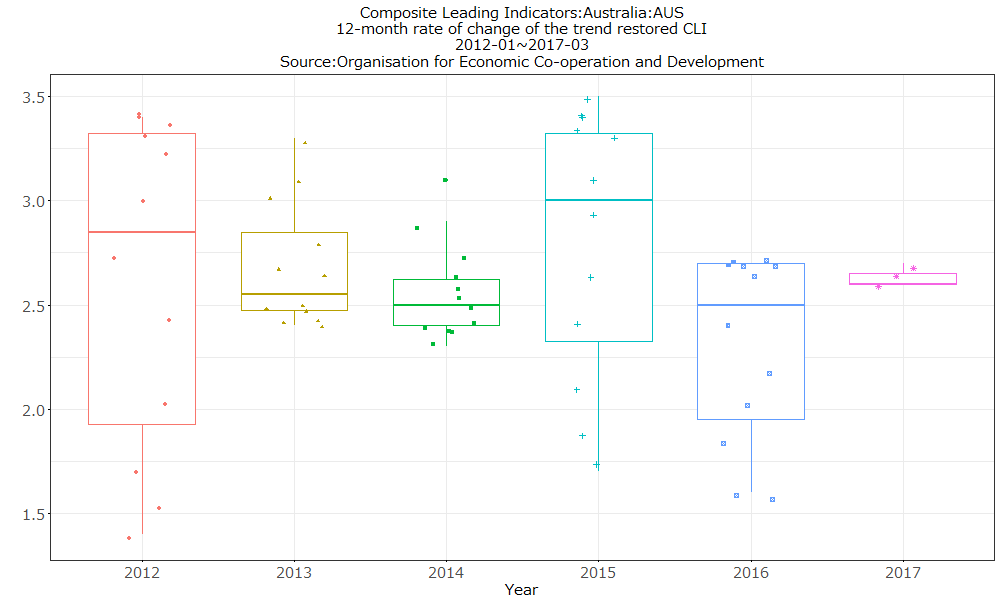 Composite Leading Indicators:Australia:AUS
12-month rate of change of the trend restored CLI
2012-01~2017-03
Source:Organisation for Economic Co-operation and Development
3.5
3.0
2.5
2.0
1.5
2012 2013 2014 2015 2016 2017
Year